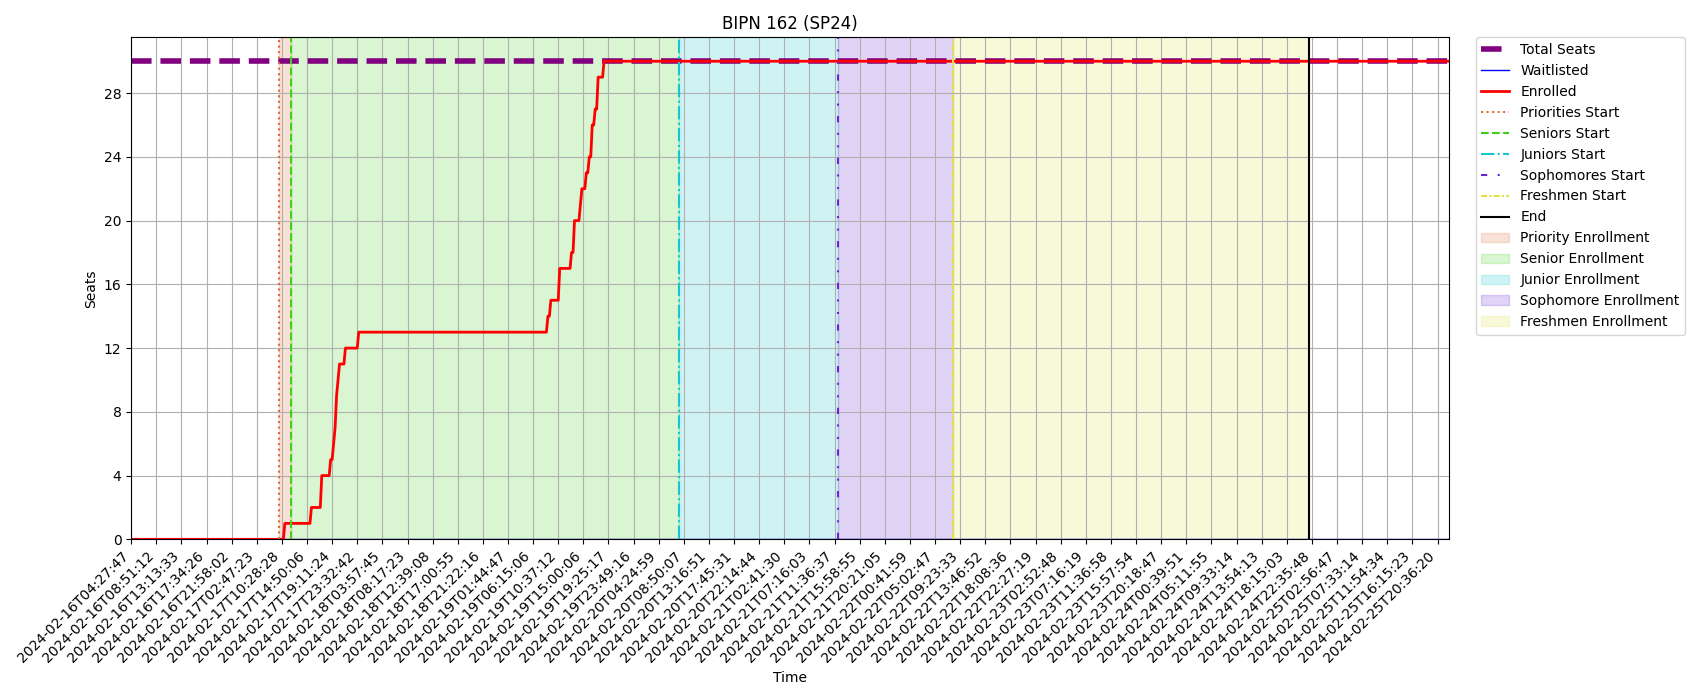 BIPN 162 (SP24)
Total Seats
Waitlisted
Enrolled
Priorities Start
Seniors Start
Juniors Start
Sophomores Start
Freshmen Start
End
Priority Enrollment
Senior Enrollment
Junior Enrollment
Sophomore Enrollment
Freshmen Enrollment
Seats
28
24
20
16
12
8
4
0
2024-02-16T04:27:47
2024-02-16T08:51:12
2024-02-16T13:13:33
2024-02-16T17:34:26
2024-02-16T21:58:02
2024-02-17T02:47:23
2024-02-17T10:28:28
2024-02-17T14:50:06
2024-02-17T19:11:24
2024-02-17T23:32:42
2024-02-18T03:57:45
2024-02-18T08:17:23
2024-02-18T12:39:08
2024-02-18T17:00:55
2024-02-18T21:22:16
2024-02-19T01:44:47
2024-02-19T06:15:06
2024-02-19T10:37:12
2024-02-19T15:00:06
2024-02-19T19:25:17
2024-02-19T23:49:16
2024-02-20T04:24:59
2024-02-20T08:50:07
2024-02-20T13:16:51
2024-02-20T17:45:31
2024-02-20T22:14:44
2024-02-21T02:41:30
2024-02-21T07:16:03
2024-02-21T11:36:37
2024-02-21T15:58:55
2024-02-21T20:21:05
2024-02-22T00:41:59
2024-02-22T05:02:47
2024-02-22T09:23:33
2024-02-22T13:46:52
2024-02-22T18:08:36
2024-02-22T22:27:19
2024-02-23T02:52:48
2024-02-23T07:16:19
2024-02-23T11:36:58
2024-02-23T15:57:54
2024-02-23T20:18:47
2024-02-24T00:39:51
2024-02-24T05:11:55
2024-02-24T09:33:14
2024-02-24T13:54:13
2024-02-24T18:15:03
2024-02-24T22:35:48
2024-02-25T02:56:47
2024-02-25T07:33:14
2024-02-25T11:54:34
2024-02-25T16:15:23
2024-02-25T20:36:20
Time